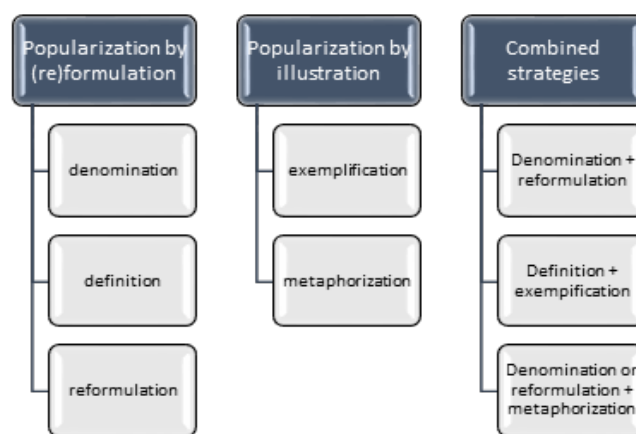 Popularization by
(re)formulation
denomination
definition
reformulation
Popularization by
illustration
exemplification
metaphorization
Combined
strategies
Denomination +
reformulation
Definition +
exempification
Denomination or
reformulation +
metaphorization